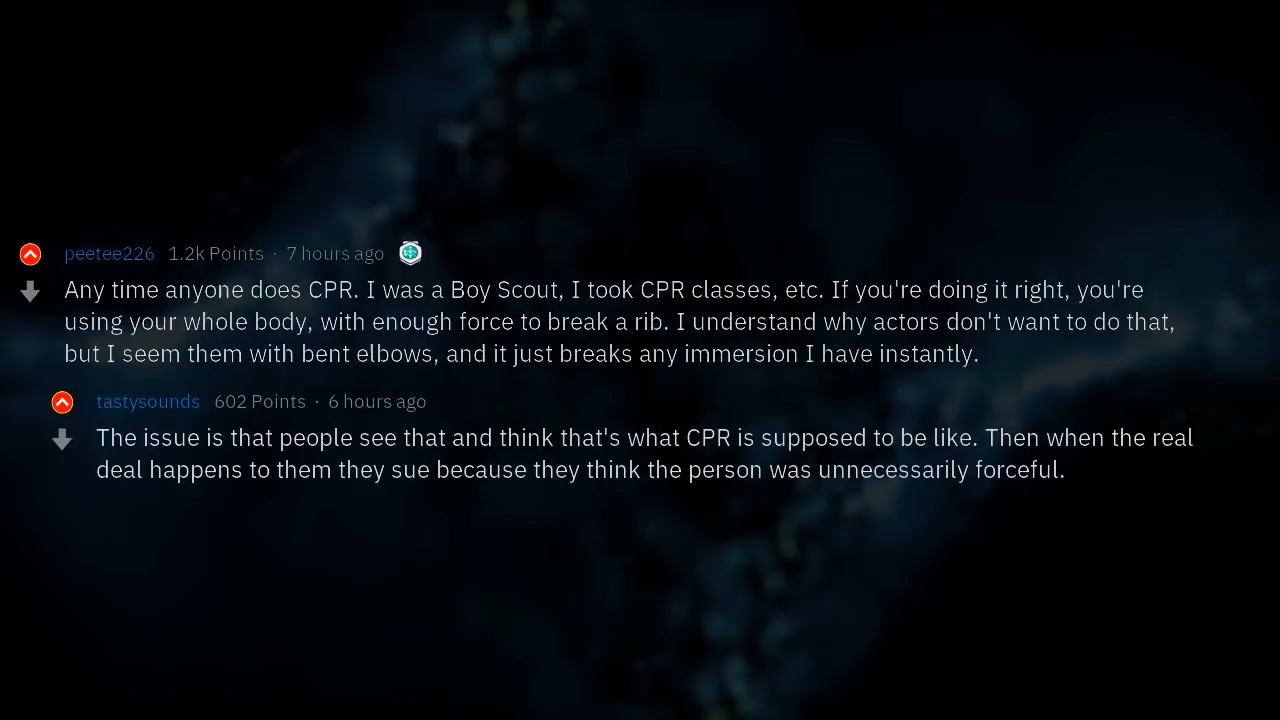 peetee226 1.2k Points · 7 hours ago
Any time anyone does CPR. I was a Boy Scout, I took CPR classes, etc. If you're doing it right, you're
using your whole body, with enough force to break a rib. I understand why actors don't want to do that,
but I seem them with bent elbows, and it just breaks any immersion I have instantly.
tastysounds 602 Points · 6 hours ago
The issue is that people see that and think that's what CPR is supposed to be like. Then when the real
deal happens to them they sue because they think the person was unnecessarily forceful.